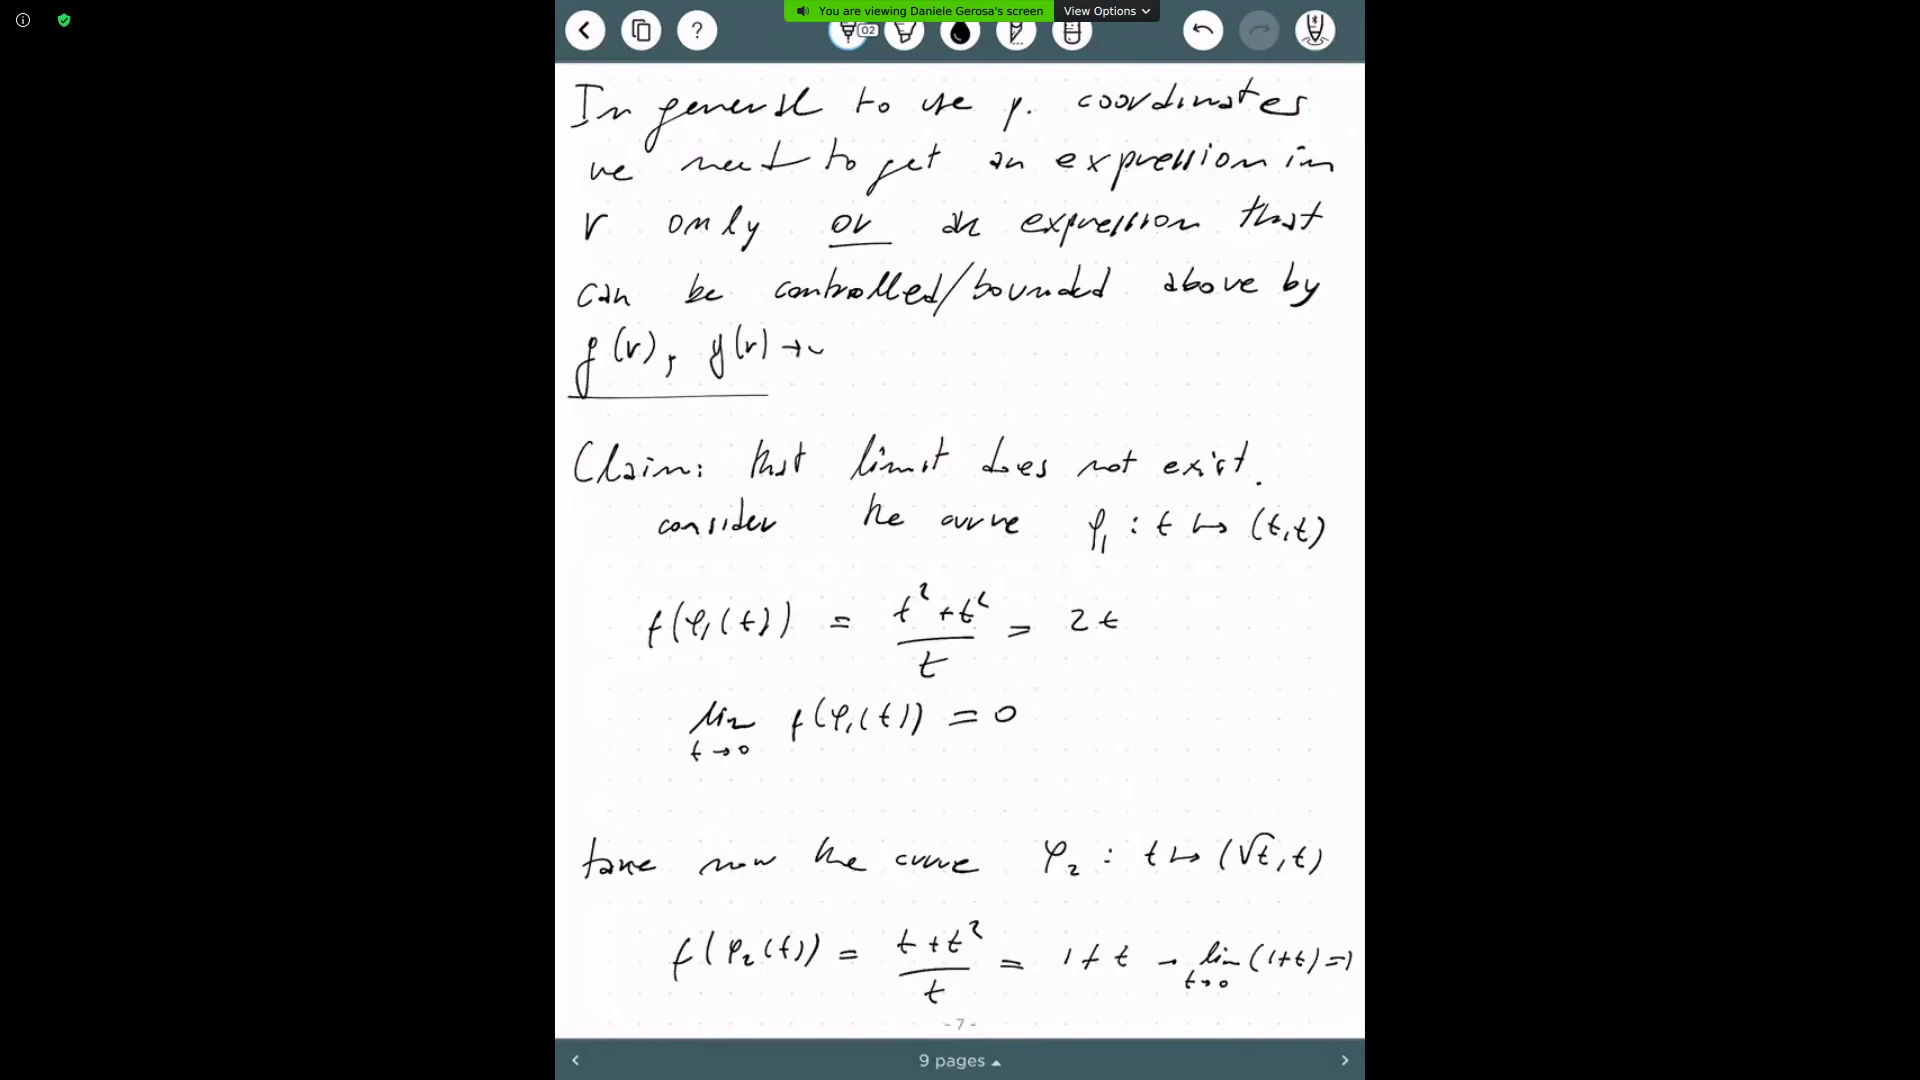 You are viewing Daniele Gerosa's screen View Options
02
?
In general to use p. coordinates
we need to get an expression in
r only or an expression that
can be controlled/bounded above by
g(r), g(r) →
Claim: that limit does not exist.
consider the curve φ₁ : t ↦ (t,t)
f(φ₁(t)) = (t² + t²)/t = 2t
lim t→0 f(φ₁(t)) = 0
take now the curve φ₂ : t ↦ (√t, t)
f(φ₂(t)) = (t + t²)/t = 1 + t → lim t→0 (1+t) = 1
- 7 -
9 pages